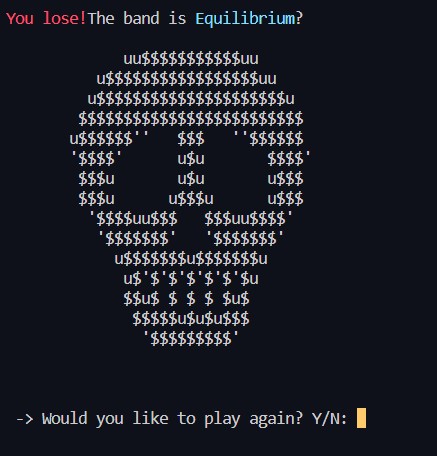 You lose!The band is Equilibrium?
uu$$$$$$$$$$$uu
u$$$$$$$$$$$$$$$$$uu
u$$$$$$$$$$$$$$$$$$$$$u
$$$$$$$$$$$$$$$$$$$$$$$$$
u$$$$$$''   $$$   ''$$$$$$
'$$$$'      u$u       $$$$'
$$$u       u$u       u$$$
$$$u      u$$$u      u$$$
'$$$$uu$$$   $$$uu$$$$'
'$$$$$$$'   '$$$$$$$'
u$$$$$$$u$$$$$$$u
u$'$'$'$'$'$'$u
$$u$ $ $ $ $u$
$$$$$u$u$u$$$
'$$$$$$$$$'
-> Would you like to play again? Y/N: